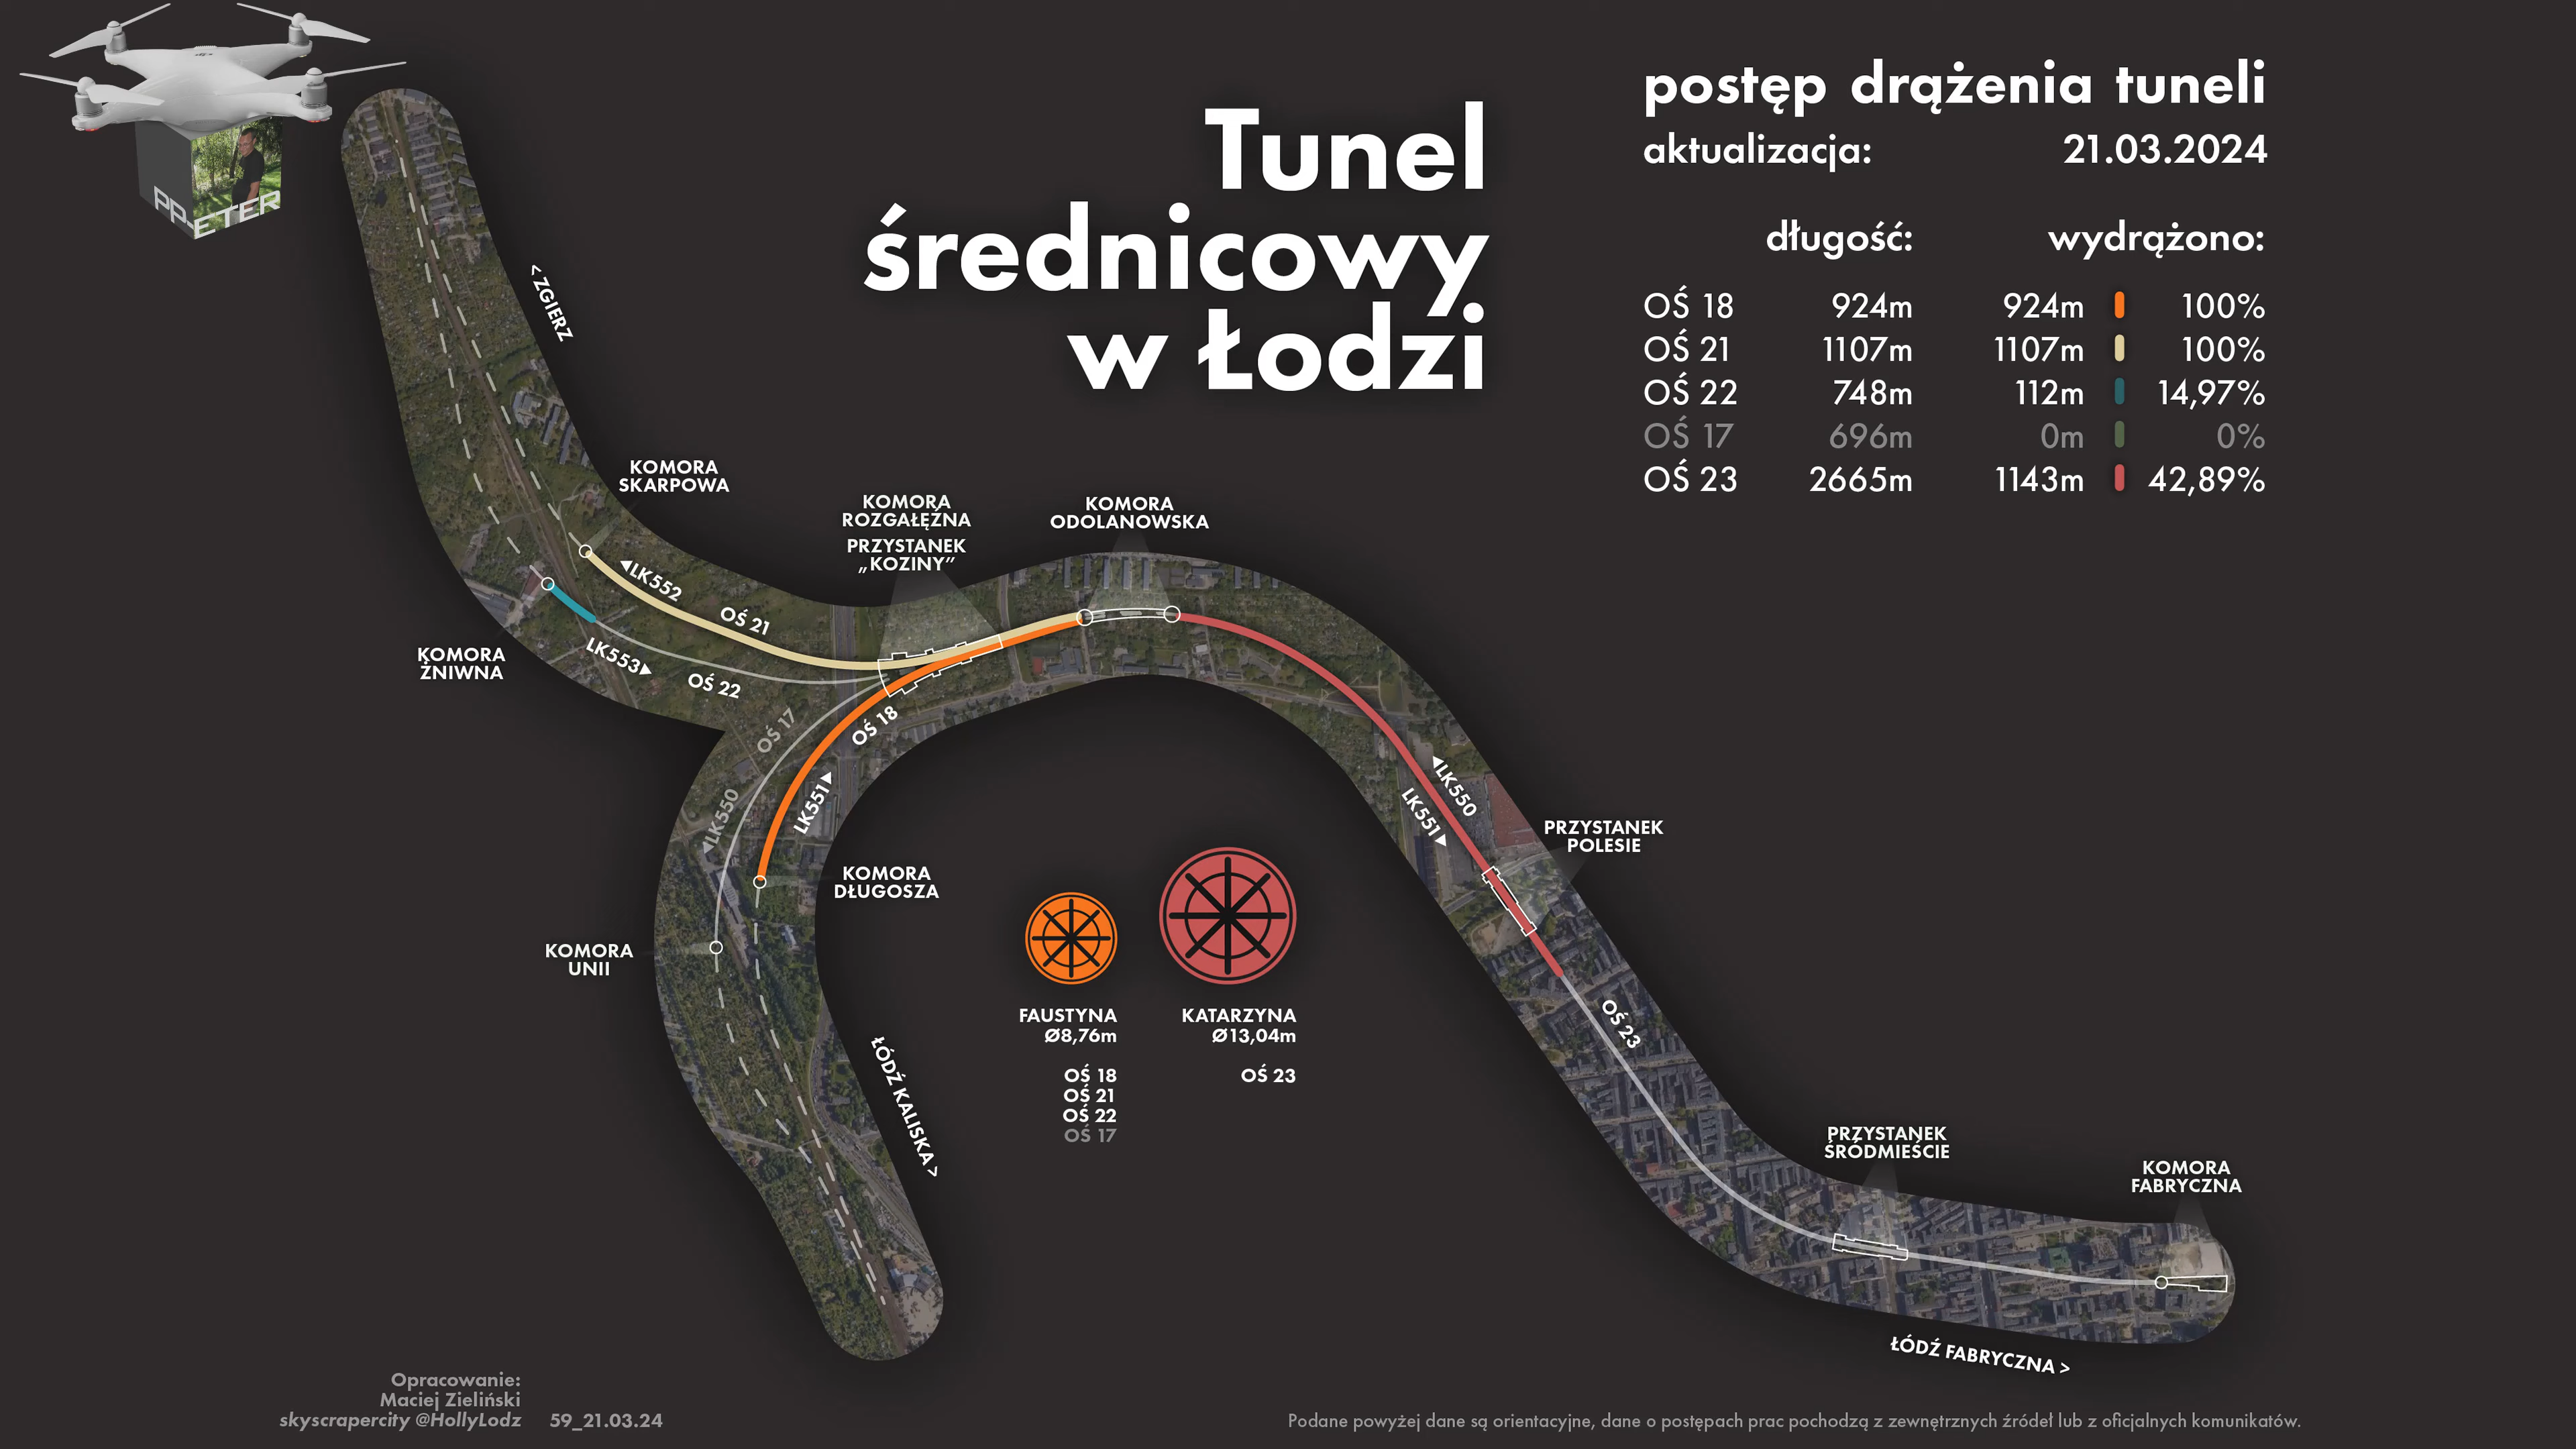 PP-ETER
Tunel
średnicowy
w Łodzi
postęp drążenia tuneli
aktualizacja: 21.03.2024
długość: wydrążono:
OŚ 18 924m 924m 100%
OŚ 21 1107m 1107m 100%
OŚ 22 748m 112m 14,97%
OŚ 17 696m 0m 0%
OŚ 23 2665m 1143m 42,89%
< ZGIERZ
KOMORA
SKARPOWA
KOMORA
ROZGAŁĘŹNA
PRZYSTANEK
„KOZINY”
KOMORA
ODOLANOWSKA
◄LK552
OŚ 21
KOMORA
ŻNIWNA
LK553►
OŚ 22
OŚ 17
OŚ 18
◄LK550
LK551►
◄LK550
LK551►
PRZYSTANEK
POLESIE
KOMORA
DŁUGOSZA
KOMORA
UNII
FAUSTYNA
Ø8,76m
OŚ 18
OŚ 21
OŚ 22
OŚ 17
KATARZYNA
Ø13,04m
OŚ 23
OŚ 23
ŁÓDŹ KALISKA >
PRZYSTANEK
ŚRÓDMIEŚCIE
KOMORA
FABRYCZNA
ŁÓDŹ FABRYCZNA >
Opracowanie:
Maciej Zieliński
skyscrapercity @HollyLodz 59_21.03.24
Podane powyżej dane są orientacyjne, dane o postępach prac pochodzą z zewnętrznych źródeł lub z oficjalnych komunikatów.